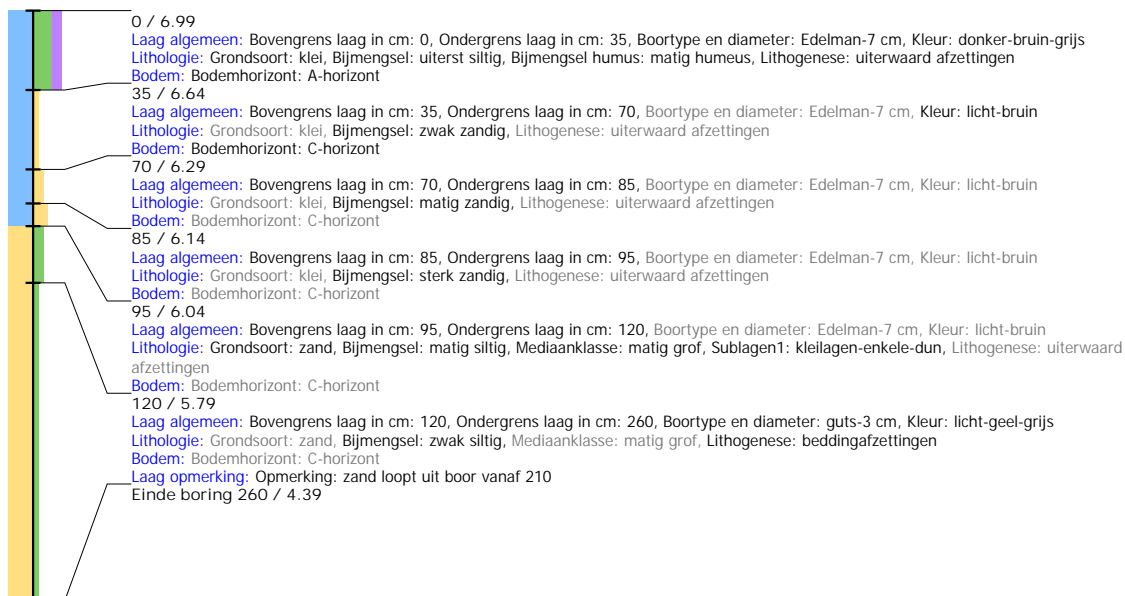 0 / 6.99
Laag algemeen: Bovengrens laag in cm: 0, Ondergrens laag in cm: 35, Boortype en diameter: Edelman-7 cm, Kleur: donker-bruin-grijs
Lithologie: Grondsoort: klei, Bijmengsel: uiterst siltig, Bijmengsel humus: matig humeus, Lithogenese: uiterwaard afzettingen
Bodem: Bodemhorizont: A-horizont
35 / 6.64
Laag algemeen: Bovengrens laag in cm: 35, Ondergrens laag in cm: 70, Boortype en diameter: Edelman-7 cm, Kleur: licht-bruin
Lithologie: Grondsoort: klei, Bijmengsel: zwak zandig, Lithogenese: uiterwaard afzettingen
Bodem: Bodemhorizont: C-horizont
70 / 6.29
Laag algemeen: Bovengrens laag in cm: 70, Ondergrens laag in cm: 85, Boortype en diameter: Edelman-7 cm, Kleur: licht-bruin
Lithologie: Grondsoort: klei, Bijmengsel: matig zandig, Lithogenese: uiterwaard afzettingen
Bodem: Bodemhorizont: C-horizont
85 / 6.14
Laag algemeen: Bovengrens laag in cm: 85, Ondergrens laag in cm: 95, Boortype en diameter: Edelman-7 cm, Kleur: licht-bruin
Lithologie: Grondsoort: klei, Bijmengsel: sterk zandig, Lithogenese: uiterwaard afzettingen
Bodem: Bodemhorizont: C-horizont
95 / 6.04
Laag algemeen: Bovengrens laag in cm: 95, Ondergrens laag in cm: 120, Boortype en diameter: Edelman-7 cm, Kleur: licht-bruin
Lithologie: Grondsoort: zand, Bijmengsel: matig siltig, Mediaanklasse: matig grof, Sublagen1: kleilagen-enkele-dun, Lithogenese: uiterwaard
afzettingen
Bodem: Bodemhorizont: C-horizont
120 / 5.79
Laag algemeen: Bovengrens laag in cm: 120, Ondergrens laag in cm: 260, Boortype en diameter: guts-3 cm, Kleur: licht-geel-grijs
Lithologie: Grondsoort: zand, Bijmengsel: zwak siltig, Mediaanklasse: matig grof, Lithogenese: beddingafzettingen
Bodem: Bodemhorizont: C-horizont
Laag opmerking: Opmerking: zand loopt uit boor vanaf 210
Einde boring 260 / 4.39